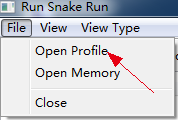 Run Snake Run
File View View Type
Open Profile
Open Memory
Close